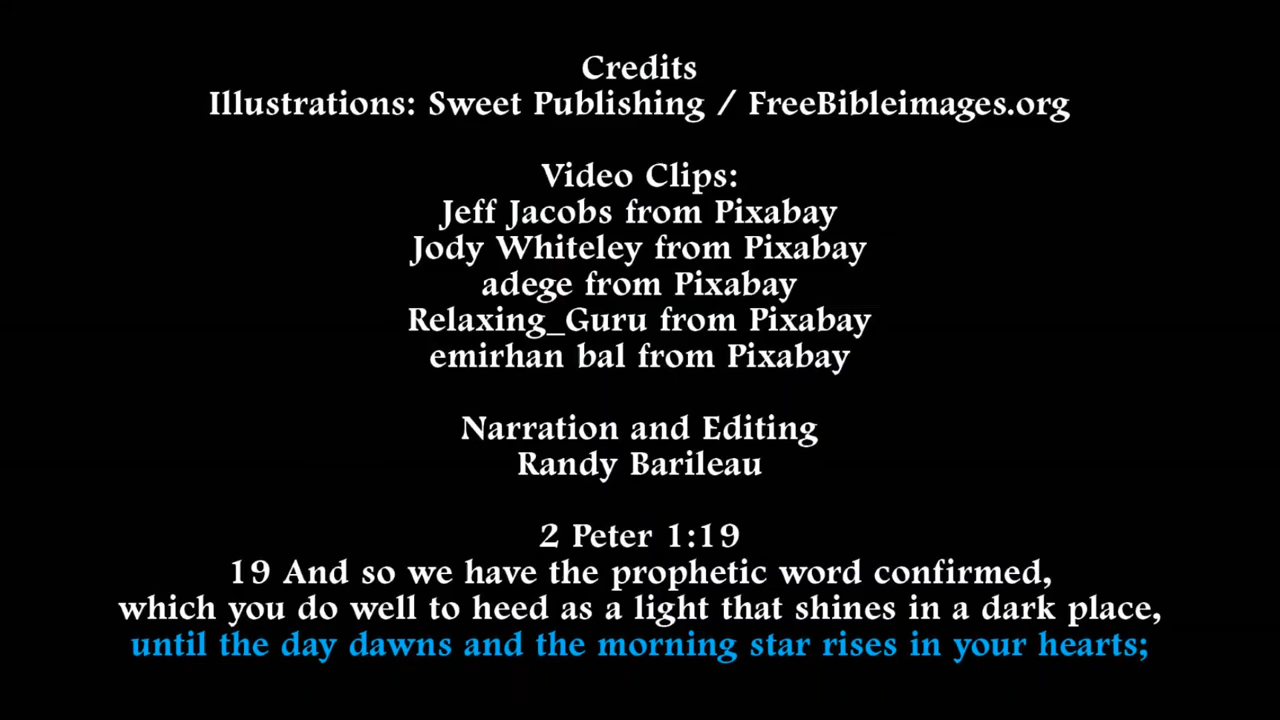 Credits
Illustrations: Sweet Publishing / FreeBibleimages.org
Video Clips:
Jeff Jacobs from Pixabay
Jody Whiteley from Pixabay
adege from Pixabay
Relaxing_Guru from Pixabay
emirhan bal from Pixabay
Narration and Editing
Randy Barileau
2 Peter 1:19
19 And so we have the prophetic word confirmed,
which you do well to heed as a light that shines in a dark place,
until the day dawns and the morning star rises in your hearts;